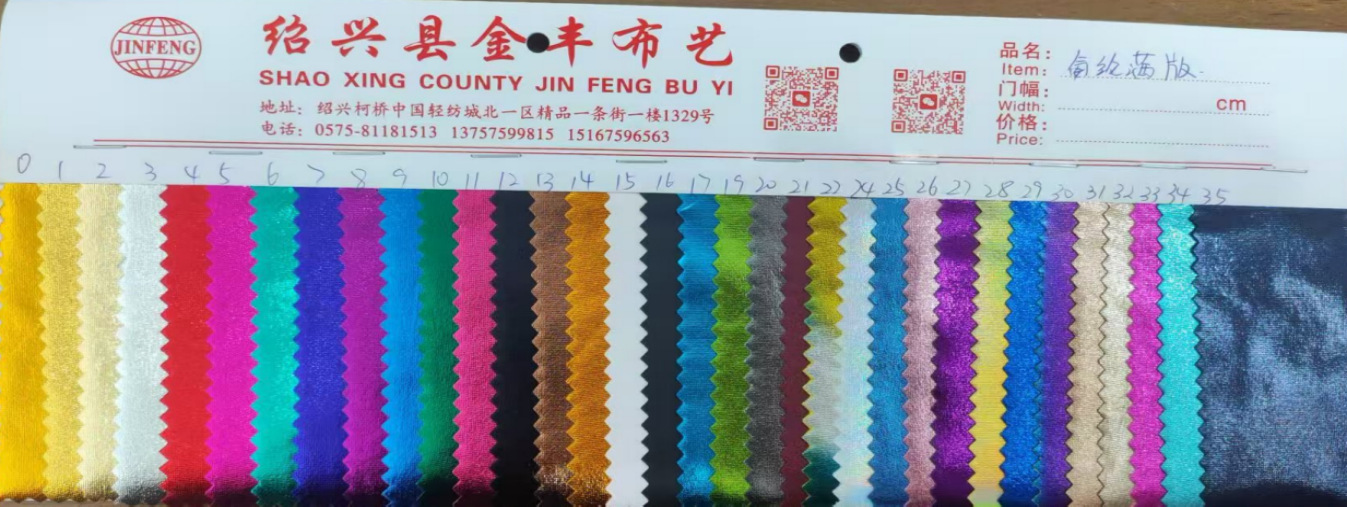 JINFENG
绍兴县金丰布艺
SHAO XING COUNTY JIN FENG BU YI
地址：绍兴柯桥中国轻纺城北一区精品一条街一楼1329号
电话：0575-81181513 13757599815 15167596563
品名：
Item：
门幅：
Width: cm
价格：
Price:
0 1 2 3 4 5 6 7 8 9 10 11 12 13 14 15 16 17 19 20 21 22 24 25 26 27 28 29 30 31 32 33 34 35